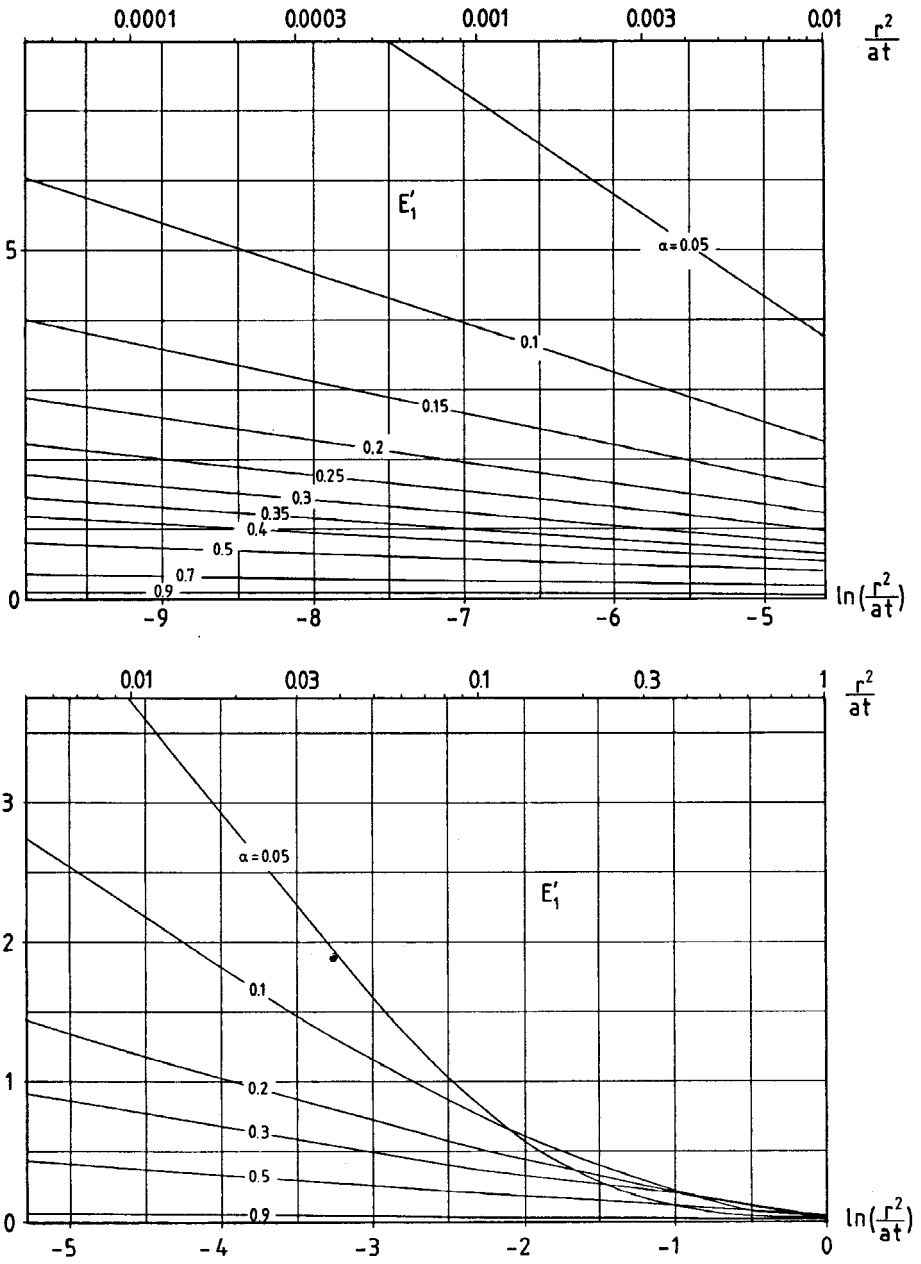 0.0001 0.0003 0.001 0.003 0.01 r²/at
E₁′
5
α=0.05
0.1
0.15
0.2
0.25
0.3
0.35
0.4
0.5
0.7
0.9
0
-9 -8 -7 -6 -5 ln(r²/at)
0.01 0.03 0.1 0.3 1 r²/at
3
α=0.05
E₁′
2
0.1
1
0.2
0.3
0.5
0.9
0
-5 -4 -3 -2 -1 0 ln(r²/at)